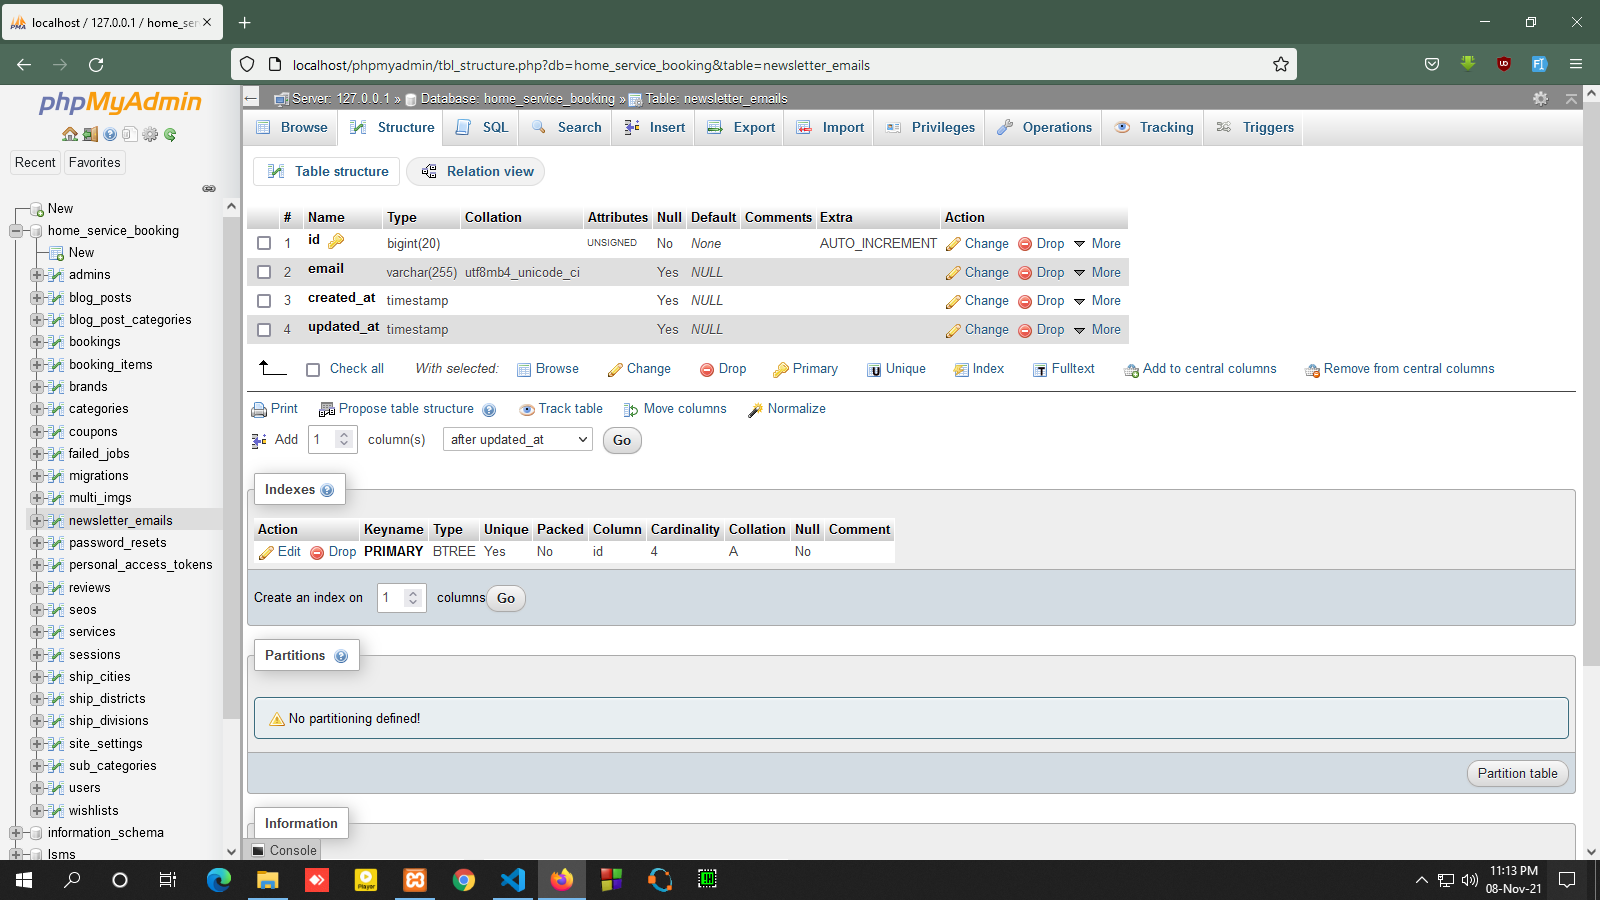 localhost / 127.0.0.1 / home_ser
localhost/phpmyadmin/tbl_structure.php?db=home_service_booking&table=newsletter_emails
phpMyAdmin
Recent Favorites
New
home_service_booking
New
admins
blog_posts
blog_post_categories
bookings
booking_items
brands
categories
coupons
failed_jobs
migrations
multi_imgs
newsletter_emails
password_resets
personal_access_tokens
reviews
seos
services
sessions
ship_cities
ship_districts
ship_divisions
site_settings
sub_categories
users
wishlists
information_schema
lsms
Server: 127.0.0.1 » Database: home_service_booking » Table: newsletter_emails
Browse Structure SQL Search Insert Export Import Privileges Operations Tracking Triggers
Table structure Relation view
# Name Type Collation Attributes Null Default Comments Extra Action
1 id bigint(20) UNSIGNED No None AUTO_INCREMENT Change Drop More
2 email varchar(255) utf8mb4_unicode_ci Yes NULL Change Drop More
3 created_at timestamp Yes NULL Change Drop More
4 updated_at timestamp Yes NULL Change Drop More
Check all With selected: Browse Change Drop Primary Unique Index Fulltext Add to central columns Remove from central columns
Print Propose table structure Track table Move columns Normalize
Add 1 column(s) after updated_at Go
Indexes
Action Keyname Type Unique Packed Column Cardinality Collation Null Comment
Edit Drop PRIMARY BTREE Yes No id 4 A No
Create an index on 1 columns Go
Partitions
No partitioning defined!
Partition table
Information
Console
11:13 PM
08-Nov-21